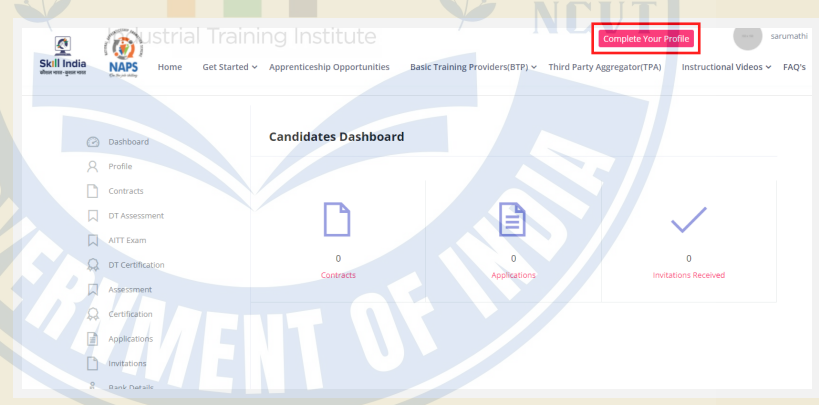 NCVT
Industrial Training Institute
Complete Your Profile
sarumathi
Skill India
कौशल भारत - कुशल भारत
NAPS
Home
Get Started
Apprenticeship Opportunities
Basic Training Providers(BTP)
Third Party Aggregator(TPA)
Instructional Videos
FAQ's
Candidates Dashboard
Dashboard
Profile
Contracts
DT Assessment
AITT Exam
DT Certification
Assessment
Certification
Applications
Invitations
Bank Details
0
Contracts
0
Applications
0
Invitations Received
ERNMENT OF INDIA